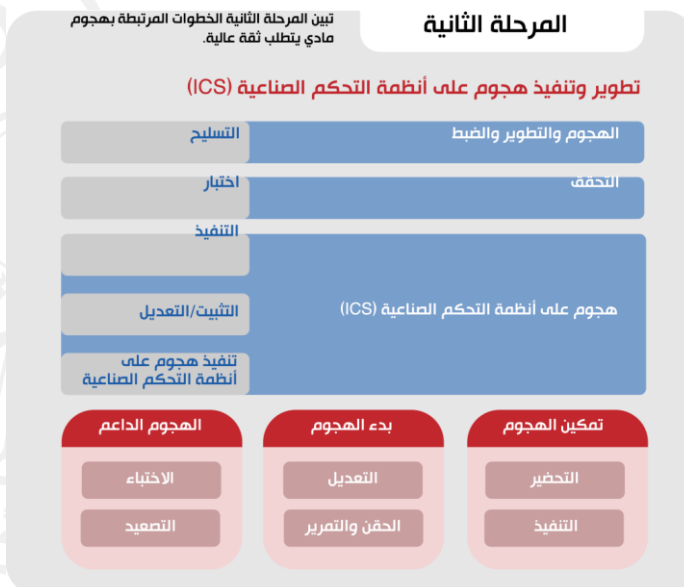 المرحلة الثانية
تبين المرحلة الثانية الخطوات المرتبطة بهجوم
مادي يتطلب ثقة عالية.
تطوير وتنفيذ هجوم على أنظمة التحكم الصناعية (ICS)
الهجوم والتطوير والضبط
التسليح
التحقق
اختبار
هجوم على أنظمة التحكم الصناعية (ICS)
التنفيذ
التثبيت/التعديل
تنفيذ هجوم على
أنظمة التحكم الصناعية
تمكين الهجوم
التحضير
التنفيذ
بدء الهجوم
التعديل
الحقن والتمرير
الهجوم الداعم
الاختباء
التصعيد